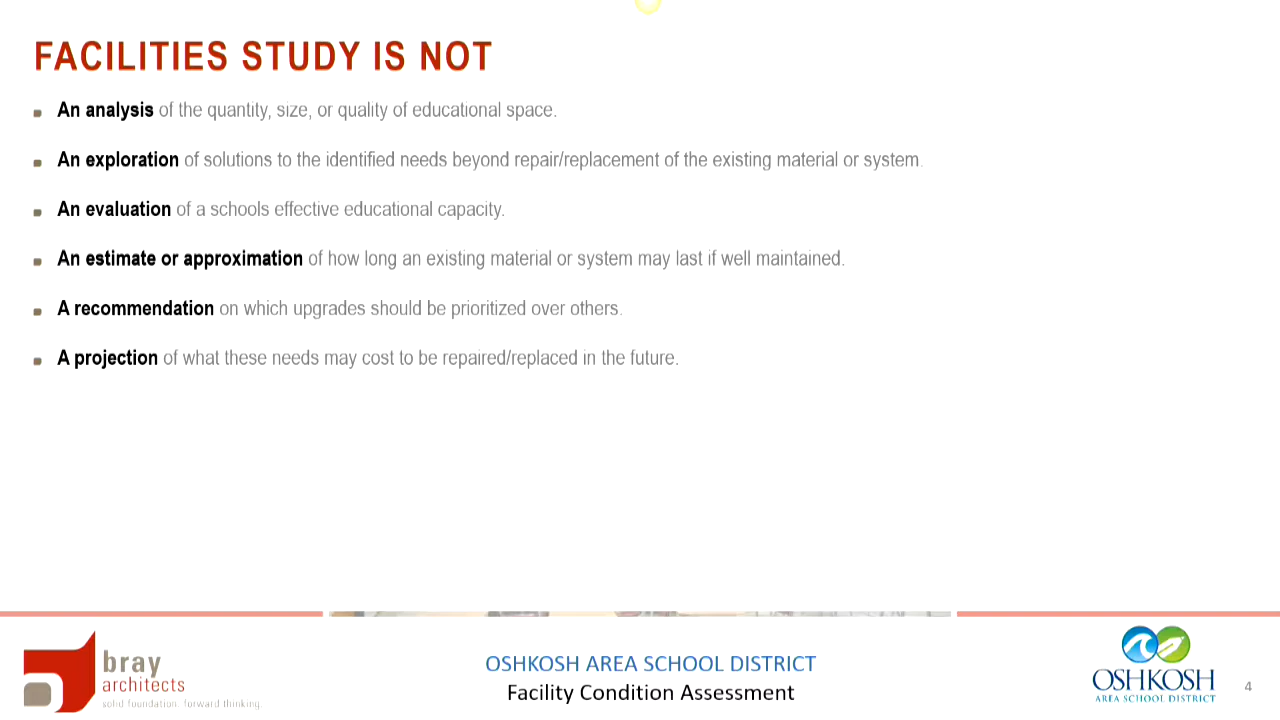 FACILITIES STUDY IS NOT
An analysis of the quantity, size, or quality of educational space.
An exploration of solutions to the identified needs beyond repair/replacement of the existing material or system.
An evaluation of a schools effective educational capacity.
An estimate or approximation of how long an existing material or system may last if well maintained.
A recommendation on which upgrades should be prioritized over others.
A projection of what these needs may cost to be repaired/replaced in the future.
bray
architects
solid foundation. forward thinking.
OSHKOSH AREA SCHOOL DISTRICT
Facility Condition Assessment
OSHKOSH
AREA SCHOOL DISTRICT
4